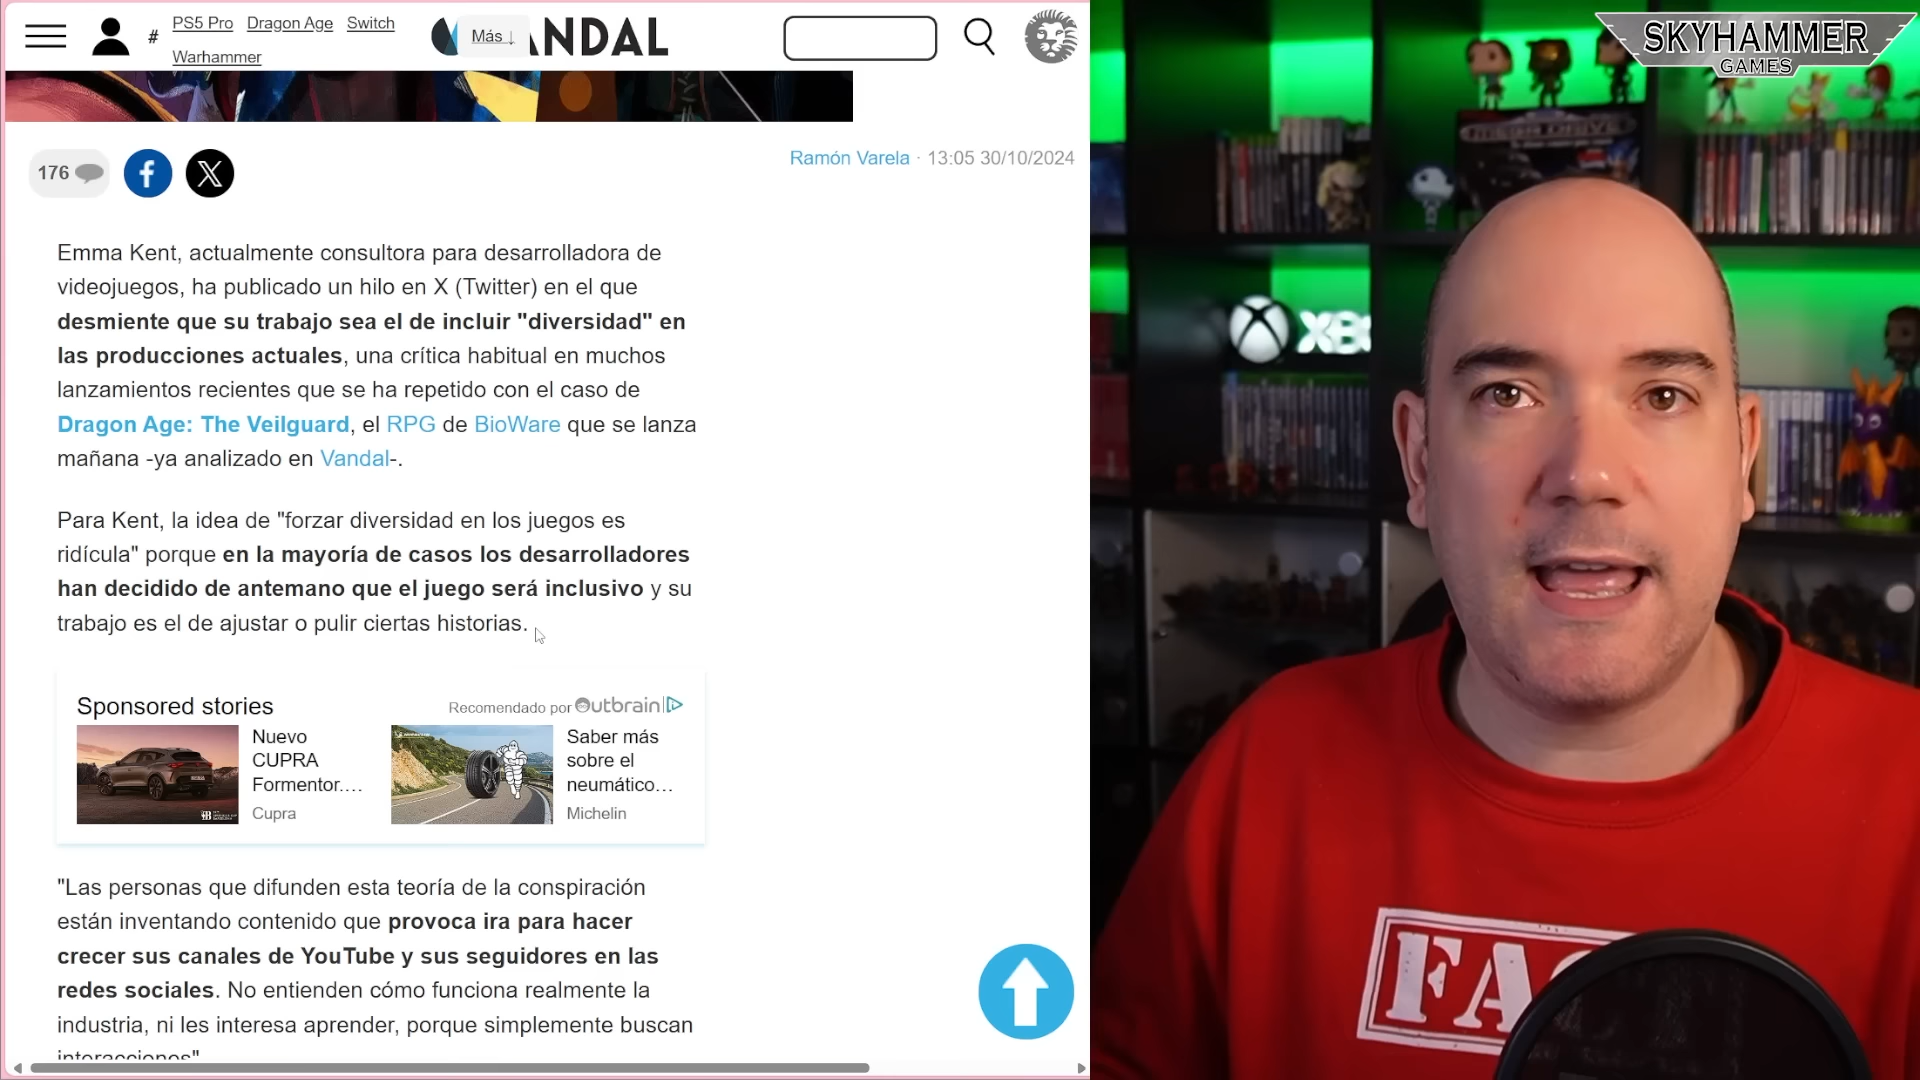 # PS5 Pro Dragon Age Switch
Warhammer
Más ↓
ANDAL
SKYHAMMER
GAMES
176
Ramón Varela · 13:05 30/10/2024
Emma Kent, actualmente consultora para desarrolladora de
videojuegos, ha publicado un hilo en X (Twitter) en el que
desmiente que su trabajo sea el de incluir "diversidad" en
las producciones actuales, una crítica habitual en muchos
lanzamientos recientes que se ha repetido con el caso de
Dragon Age: The Veilguard, el RPG de BioWare que se lanza
mañana -ya analizado en Vandal-.
Para Kent, la idea de "forzar diversidad en los juegos es
ridícula" porque en la mayoría de casos los desarrolladores
han decidido de antemano que el juego será inclusivo y su
trabajo es el de ajustar o pulir ciertas historias.
Sponsored stories
Recomendado por Outbrain
Nuevo
CUPRA
Formentor....
Cupra
Saber más
sobre el
neumático...
Michelin
"Las personas que difunden esta teoría de la conspiración
están inventando contenido que provoca ira para hacer
crecer sus canales de YouTube y sus seguidores en las
redes sociales. No entienden cómo funciona realmente la
industria, ni les interesa aprender, porque simplemente buscan
interacciones"
MEGA DRIVE
XBO
FA